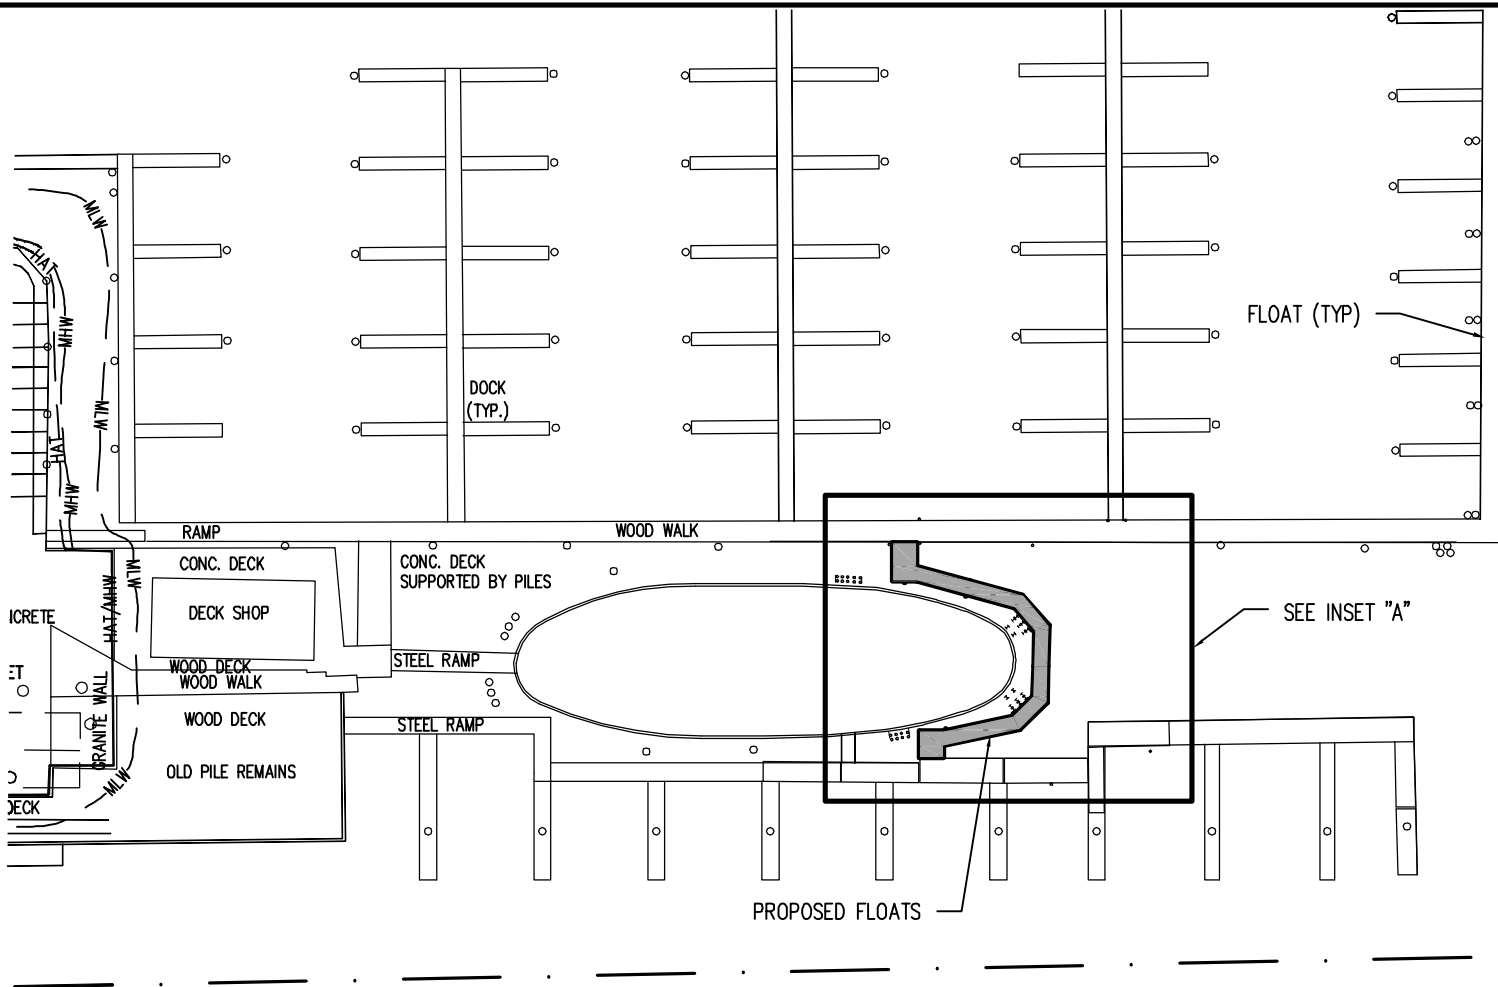 MLW
HAT
MHW
FLOAT (TYP)
DOCK
(TYP.)
MLW
HAT
MHW
RAMP
WOOD WALK
CONC. DECK
CONC. DECK
SUPPORTED BY PILES
MLW
HAT/MHW
DECK SHOP
SEE INSET "A"
STEEL RAMP
WOOD DECK
WOOD WALK
GRANITE WALL
WOOD DECK
STEEL RAMP
OLD PILE REMAINS
MLW
PROPOSED FLOATS